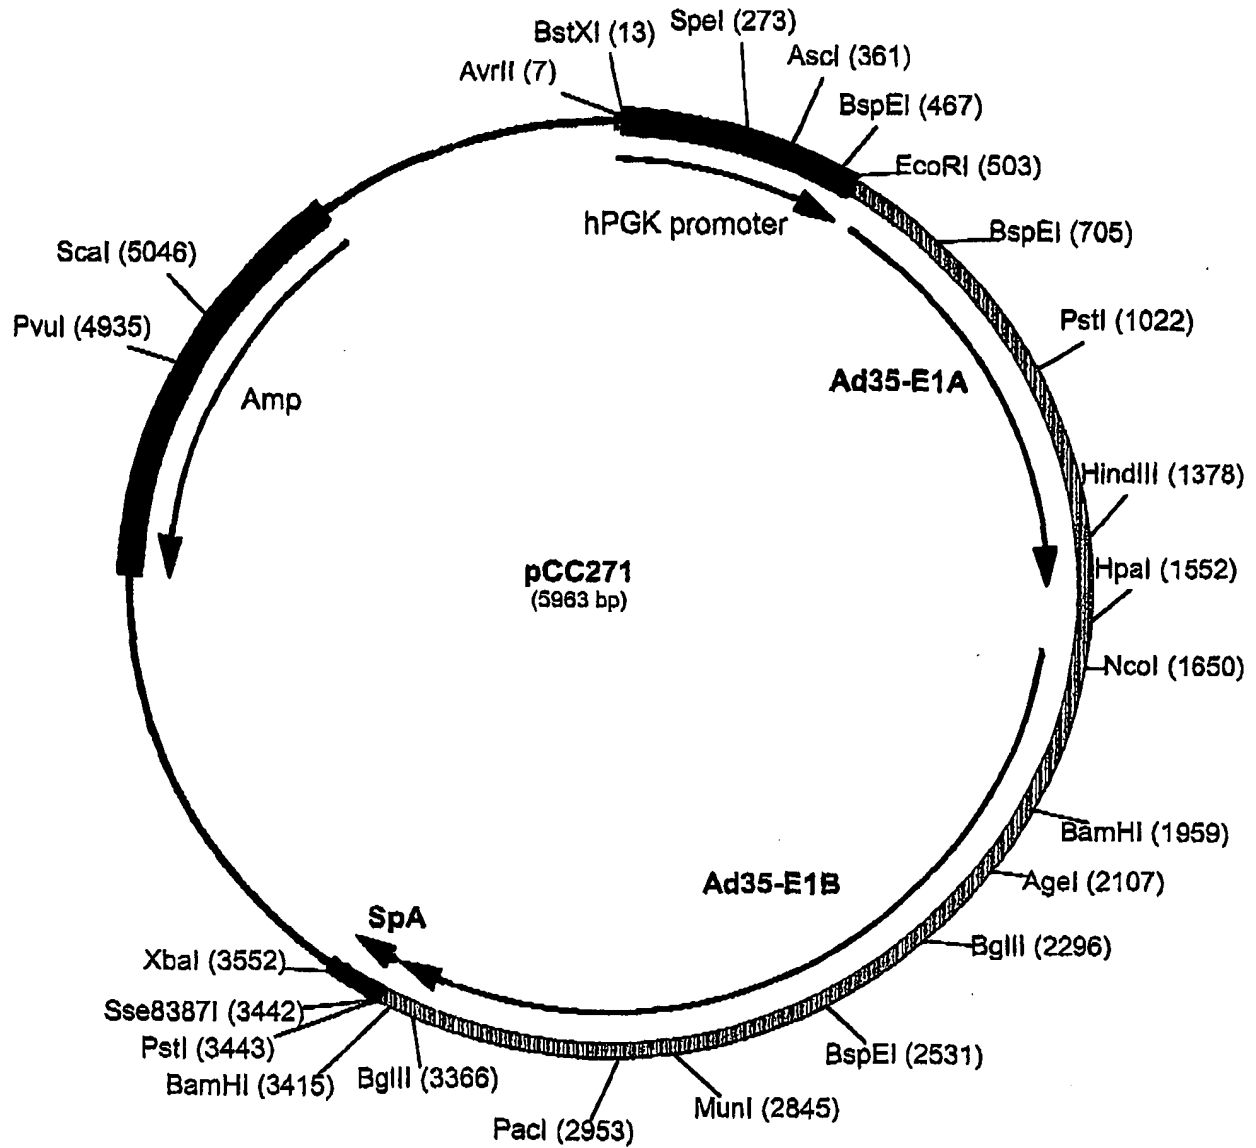 BstXI (13)
SpeI (273)
AvrII (7)
AscI (361)
BspEI (467)
EcoRI (503)
hPGK promoter
BspEI (705)
ScaI (5046)
PvuI (4935)
PstI (1022)
Ad35-E1A
Amp
HindIII (1378)
HpaI (1552)
pCC271
(5963 bp)
NcoI (1650)
BamHI (1959)
AgeI (2107)
Ad35-E1B
SpA
BglII (2296)
XbaI (3552)
Sse8387I (3442)
PstI (3443)
BamHI (3415)
BglII (3366)
BspEI (2531)
MunI (2845)
PacI (2953)